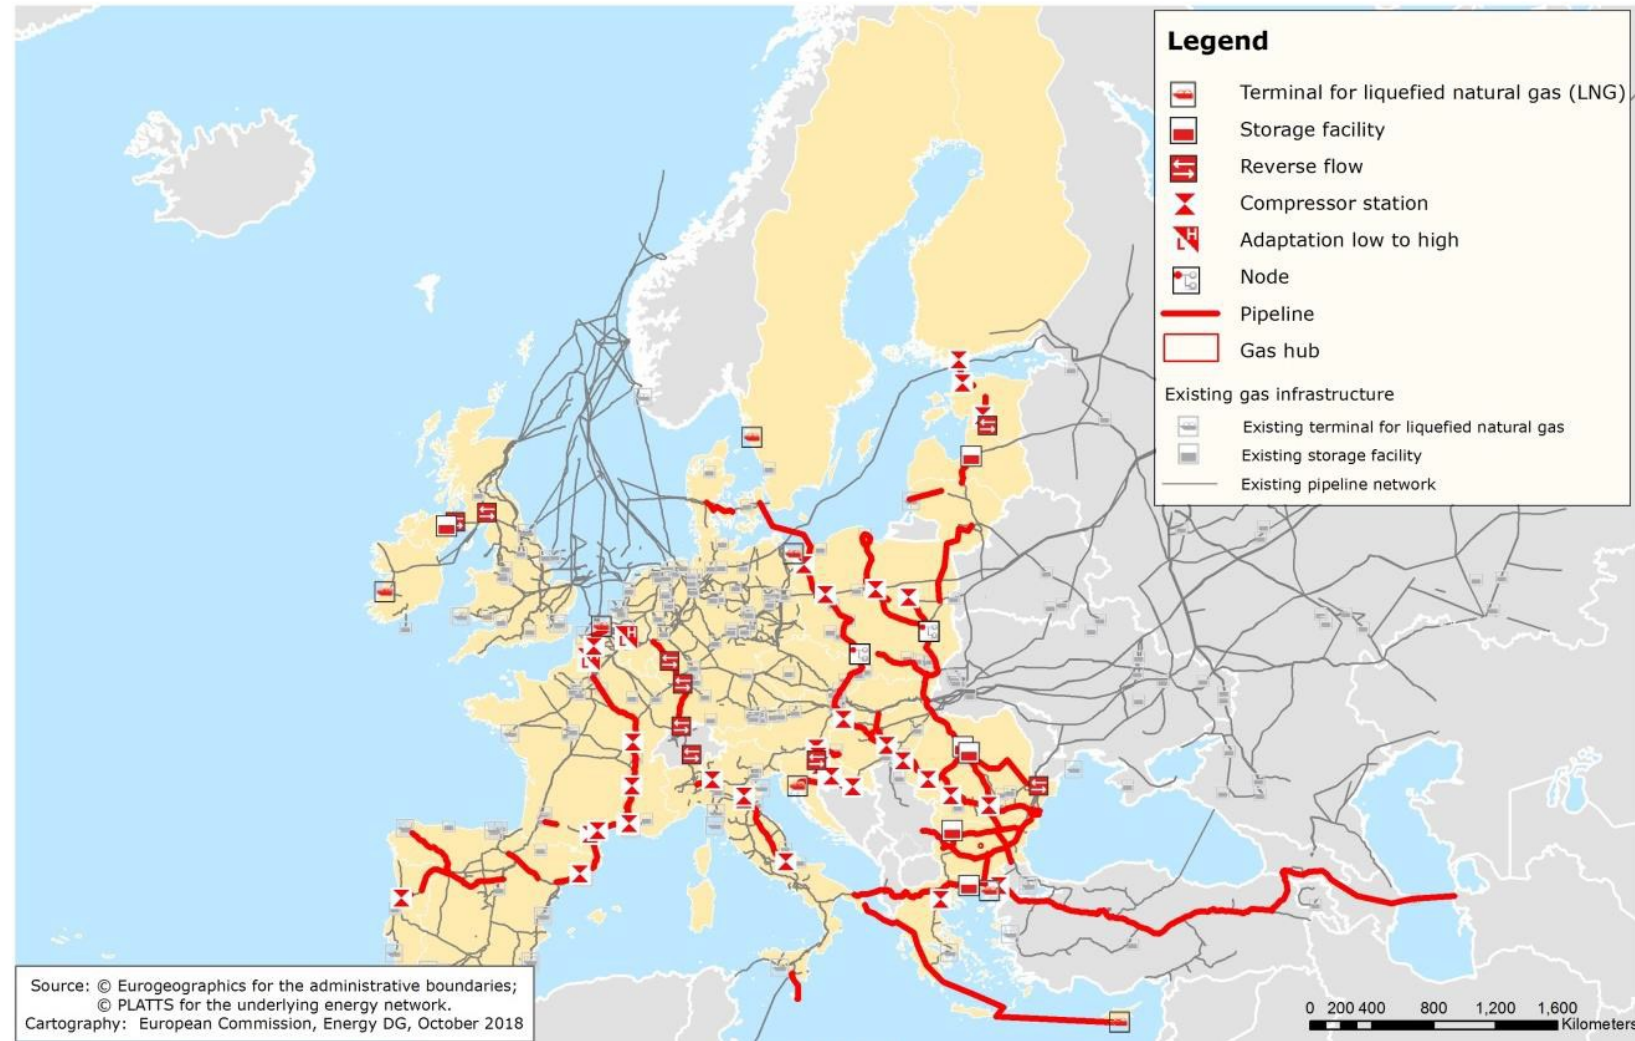 Legend
Terminal for liquefied natural gas (LNG)
Storage facility
Reverse flow
Compressor station
H
L
Adaptation low to high
Node
Pipeline
Gas hub
Existing gas infrastructure
Existing terminal for liquefied natural gas
Existing storage facility
Existing pipeline network
H
L
L
Source: © Eurogeographics for the administrative boundaries;
© PLATTS for the underlying energy network.
Cartography: European Commission, Energy DG, October 2018
0 200 400 800 1,200 1,600
Kilometers